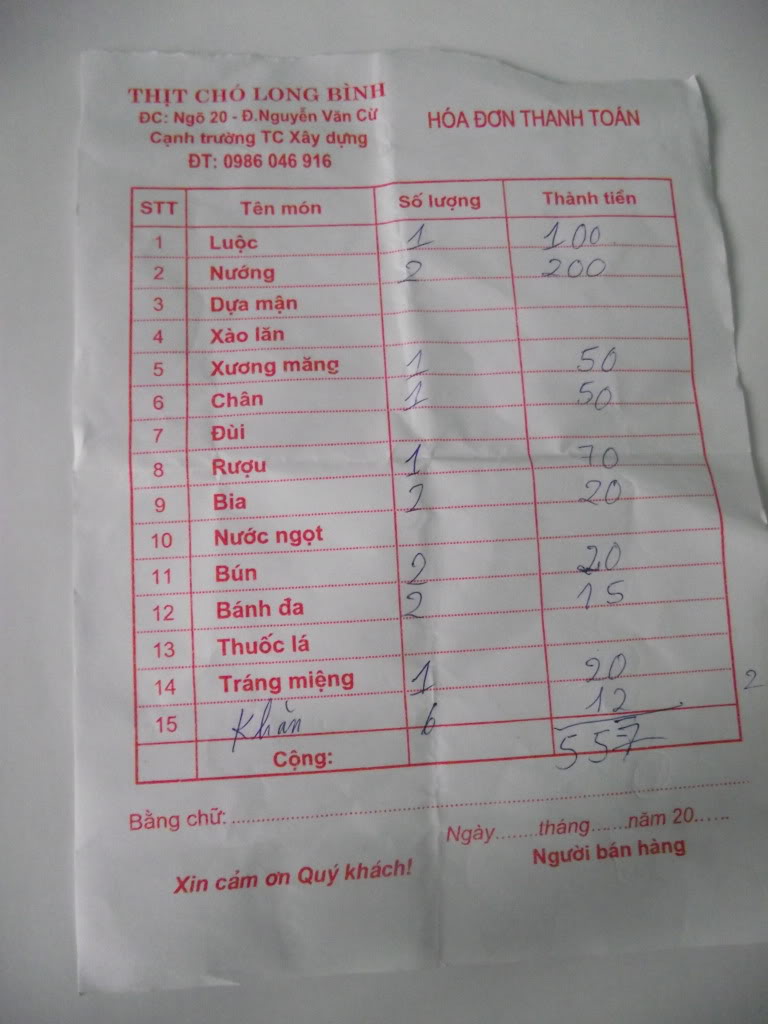 THỊT CHÓ LONG BÌNH
ĐC: Ngõ 20 - Đ.Nguyễn Văn Cừ
Cạnh trường TC Xây dựng
ĐT: 0986 046 916
HÓA ĐƠN THANH TOÁN
STT Tên món Số lượng Thành tiền
1 Luộc 1 100
2 Nướng 2 200
3 Dựa mận
4 Xào lăn
5 Xương măng 1 50
6 Chân 1 50
7 Đùi
8 Rượu 1 70
9 Bia 2 20
10 Nước ngọt
11 Bún 2 20
12 Bánh đa 2 15
13 Thuốc lá
14 Tráng miệng 1 20
15 Khăn 6 12
2
Cộng: 557
Bằng chữ: ........................................
Ngày.......tháng.......năm 20......
Xin cảm ơn Quý khách!
Người bán hàng